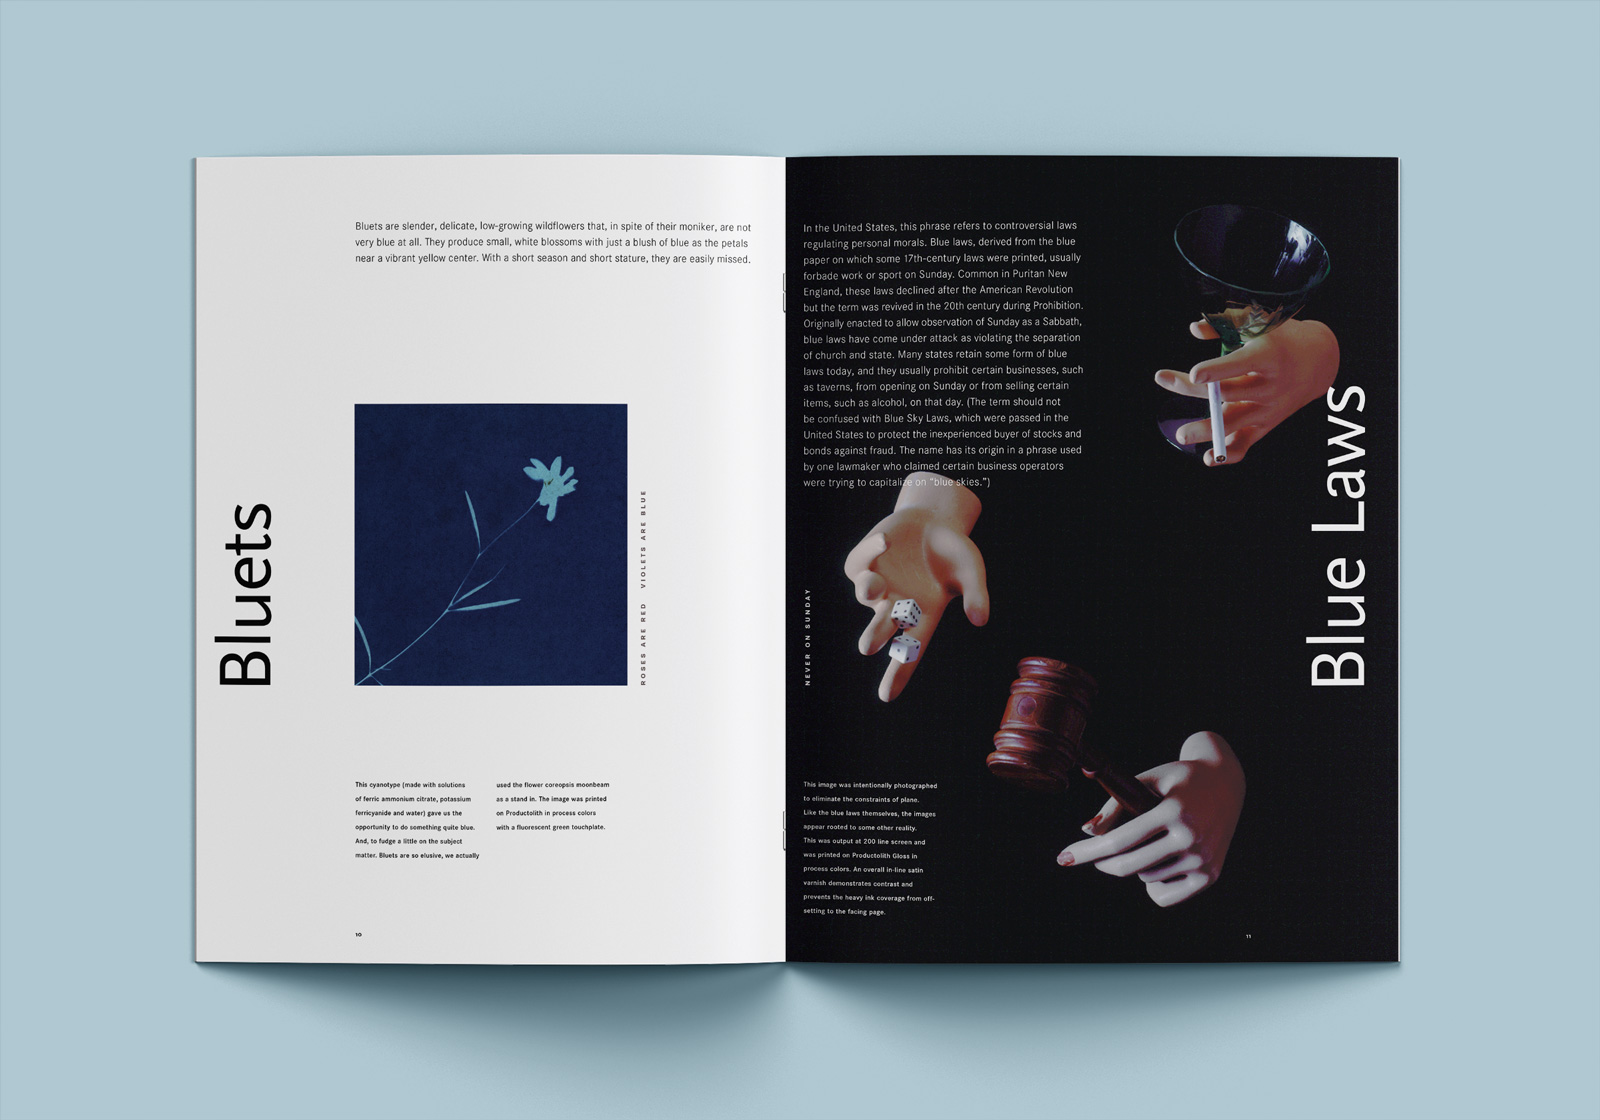 Bluets
Bluets are slender, delicate, low-growing wildflowers that, in spite of their moniker, are not
very blue at all. They produce small, white blossoms with just a blush of blue as the petals
near a vibrant yellow center. With a short season and short stature, they are easily missed.
ROSES ARE RED VIOLETS ARE BLUE
This cyanotype (made with solutions
of ferric ammonium citrate, potassium
ferricyanide and water) gave us the
opportunity to do something quite blue.
And, to fudge a little on the subject
matter. Bluets are so elusive, we actually
used the flower coreopsis moonbeam
as a stand in. The image was printed
on Productolith in process colors
with a fluorescent green touchplate.
10
In the United States, this phrase refers to controversial laws
regulating personal morals. Blue laws, derived from the blue
paper on which some 17th-century laws were printed, usually
forbade work or sport on Sunday. Common in Puritan New
England, these laws declined after the American Revolution
but the term was revived in the 20th century during Prohibition.
Originally enacted to allow observation of Sunday as a Sabbath,
blue laws have come under attack as violating the separation
of church and state. Many states retain some form of blue
laws today, and they usually prohibit certain businesses, such
as taverns, from opening on Sunday or from selling certain
items, such as alcohol, on that day. (The term should not
be confused with Blue Sky Laws, which were passed in the
United States to protect the inexperienced buyer of stocks and
bonds against fraud. The name has its origin in a phrase used
by one lawmaker who claimed certain business operators
were trying to capitalize on “blue skies.”)
NEVER ON SUNDAY
Blue Laws
This image was intentionally photographed
to eliminate the constraints of plane.
Like the blue laws themselves, the images
appear rooted to some other reality.
This was output at 200 line screen and
was printed on Productolith Gloss in
process colors. An overall in-line satin
varnish demonstrates contrast and
prevents the heavy ink coverage from off-
setting to the facing page.
11